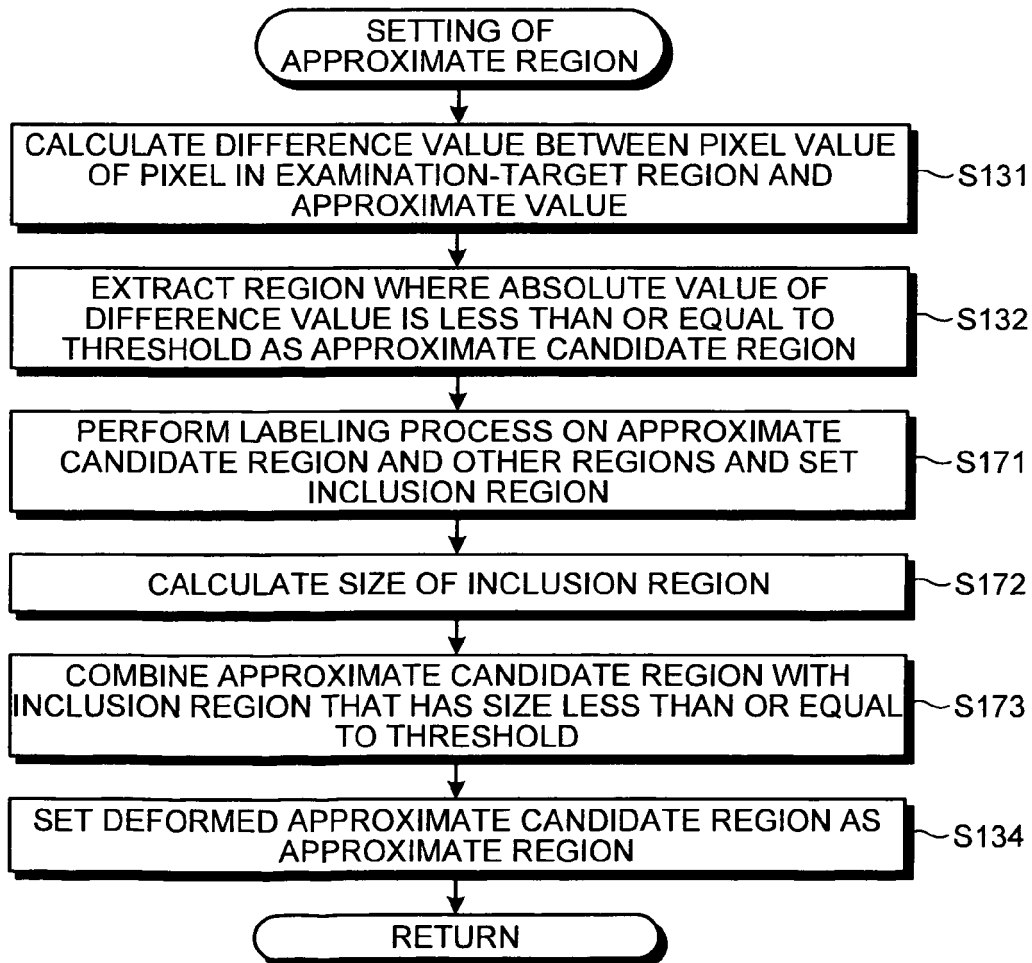 SETTING OF
APPROXIMATE REGION
CALCULATE DIFFERENCE VALUE BETWEEN PIXEL VALUE
OF PIXEL IN EXAMINATION-TARGET REGION AND
APPROXIMATE VALUE
S131
EXTRACT REGION WHERE ABSOLUTE VALUE OF
DIFFERENCE VALUE IS LESS THAN OR EQUAL TO
THRESHOLD AS APPROXIMATE CANDIDATE REGION
S132
PERFORM LABELING PROCESS ON APPROXIMATE
CANDIDATE REGION AND OTHER REGIONS AND SET
INCLUSION REGION
S171
CALCULATE SIZE OF INCLUSION REGION
S172
COMBINE APPROXIMATE CANDIDATE REGION WITH
INCLUSION REGION THAT HAS SIZE LESS THAN OR EQUAL
TO THRESHOLD
S173
SET DEFORMED APPROXIMATE CANDIDATE REGION AS
APPROXIMATE REGION
S134
RETURN